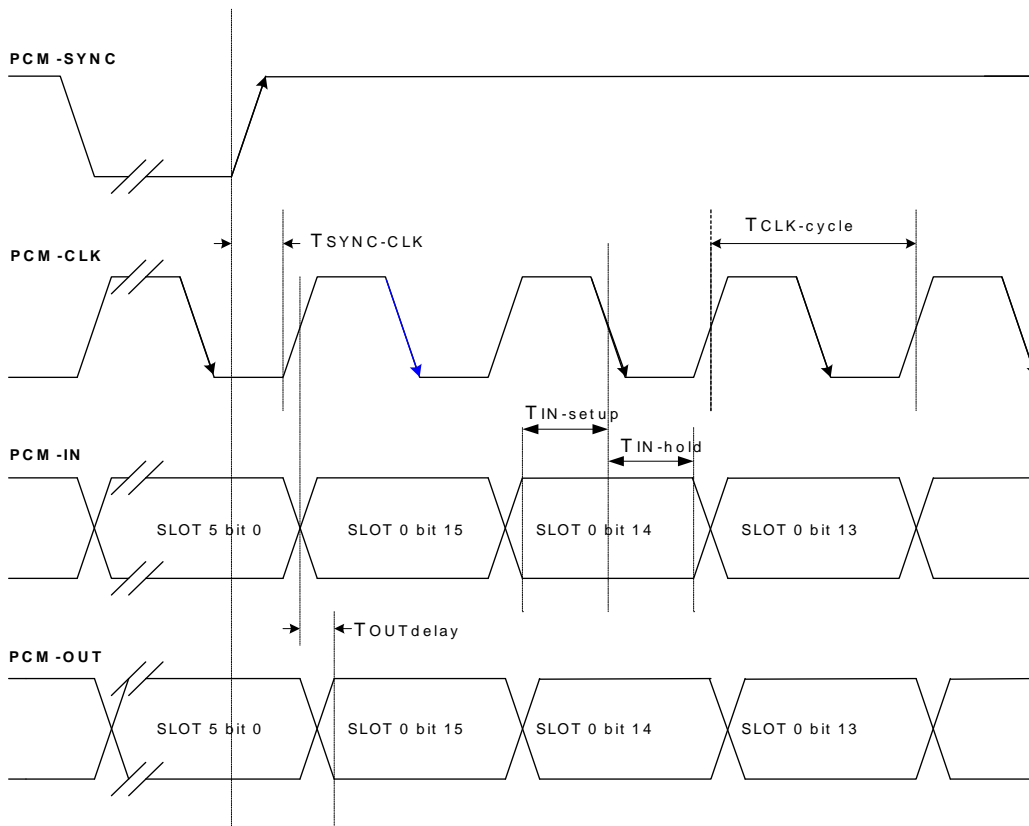 PCM-SYNC
TSYNC-CLK
TCLK-cycle
PCM-CLK
TIN-setup
TIN-hold
PCM-IN
SLOT 5 bit 0
SLOT 0 bit 15
SLOT 0 bit 14
SLOT 0 bit 13
TOUTdelay
PCM-OUT
SLOT 5 bit 0
SLOT 0 bit 15
SLOT 0 bit 14
SLOT 0 bit 13